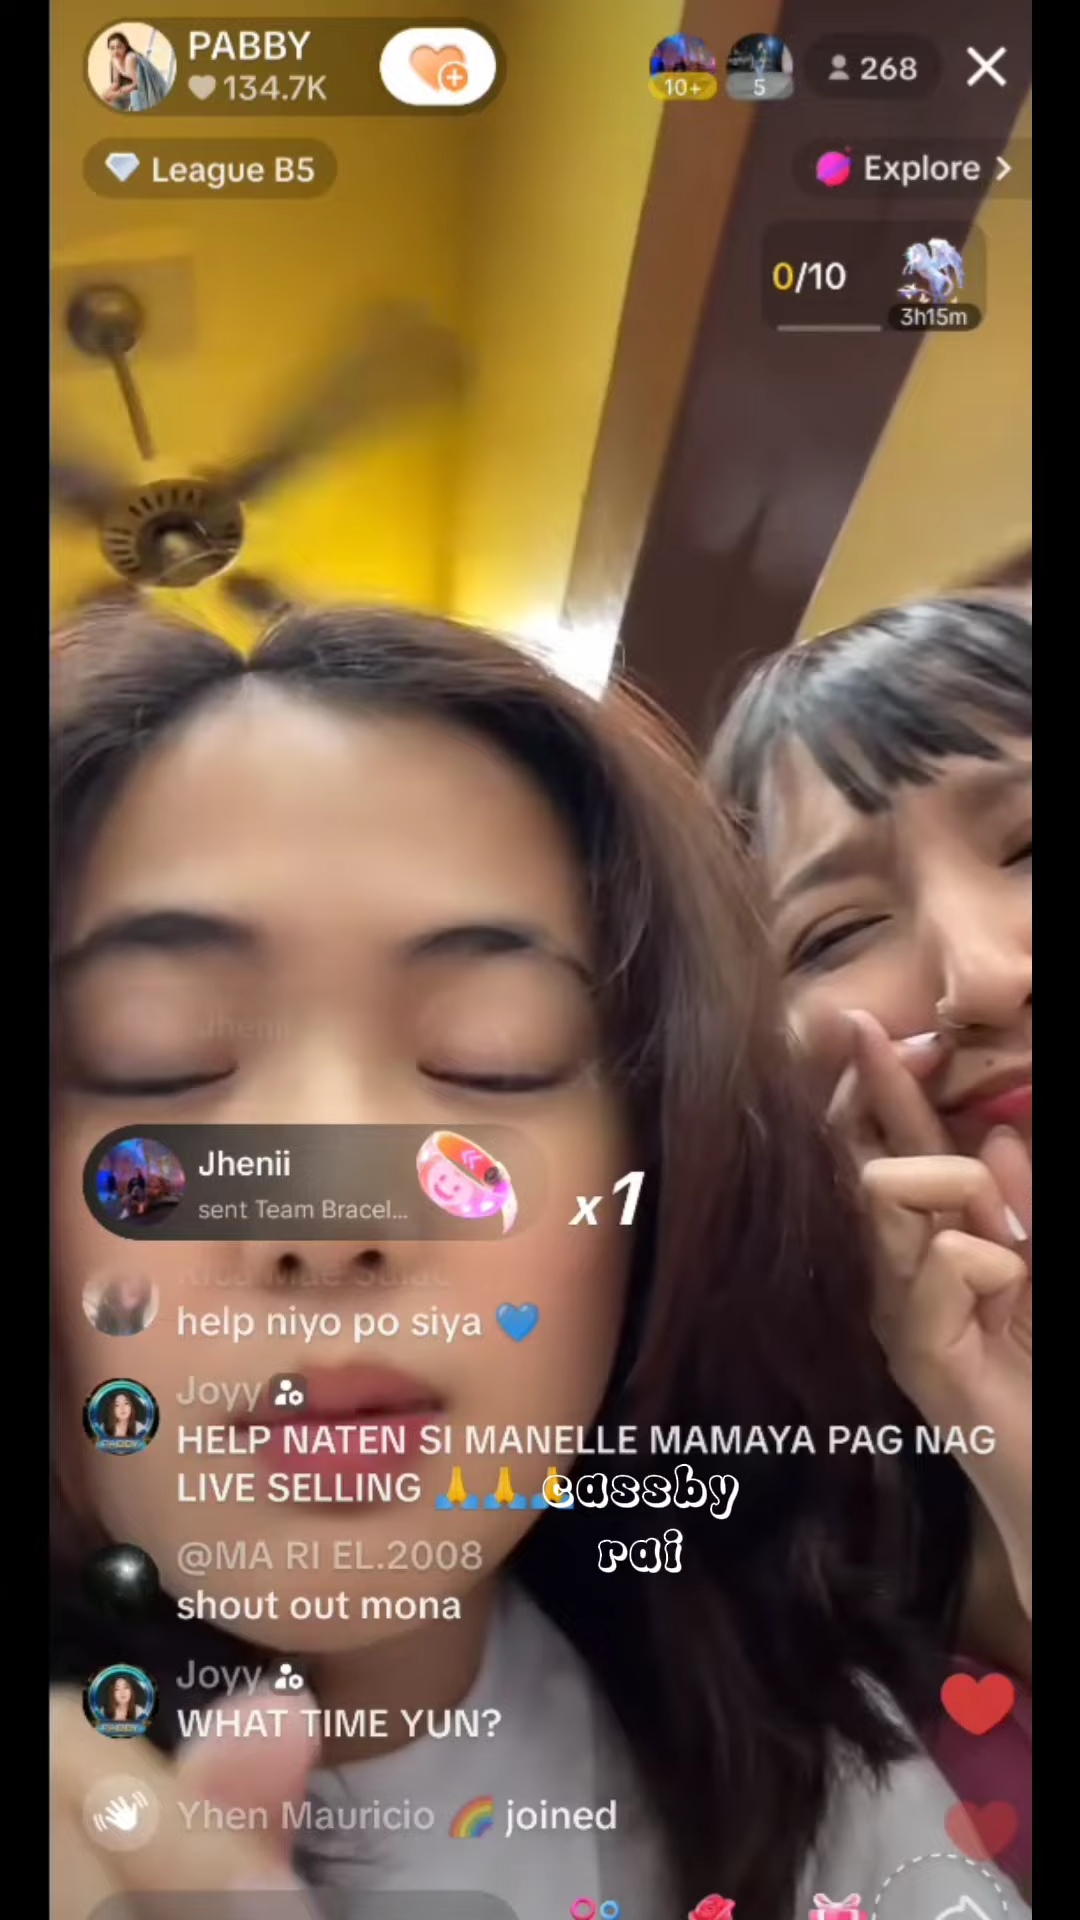 PABBY
134.7K
10+
5
268
League B5
Explore
0/10
3h15m
Jhenii
sent Team Bracel...
x1
help niyo po siya 💙
Joyy
HELP NATEN SI MANELLE MAMAYA PAG NAG
LIVE SELLING 🙏🙏🙏
cassby
rai
@MA RI EL.2008
shout out mona
Joyy
WHAT TIME YUN?
Yhen Mauricio 🌈 joined